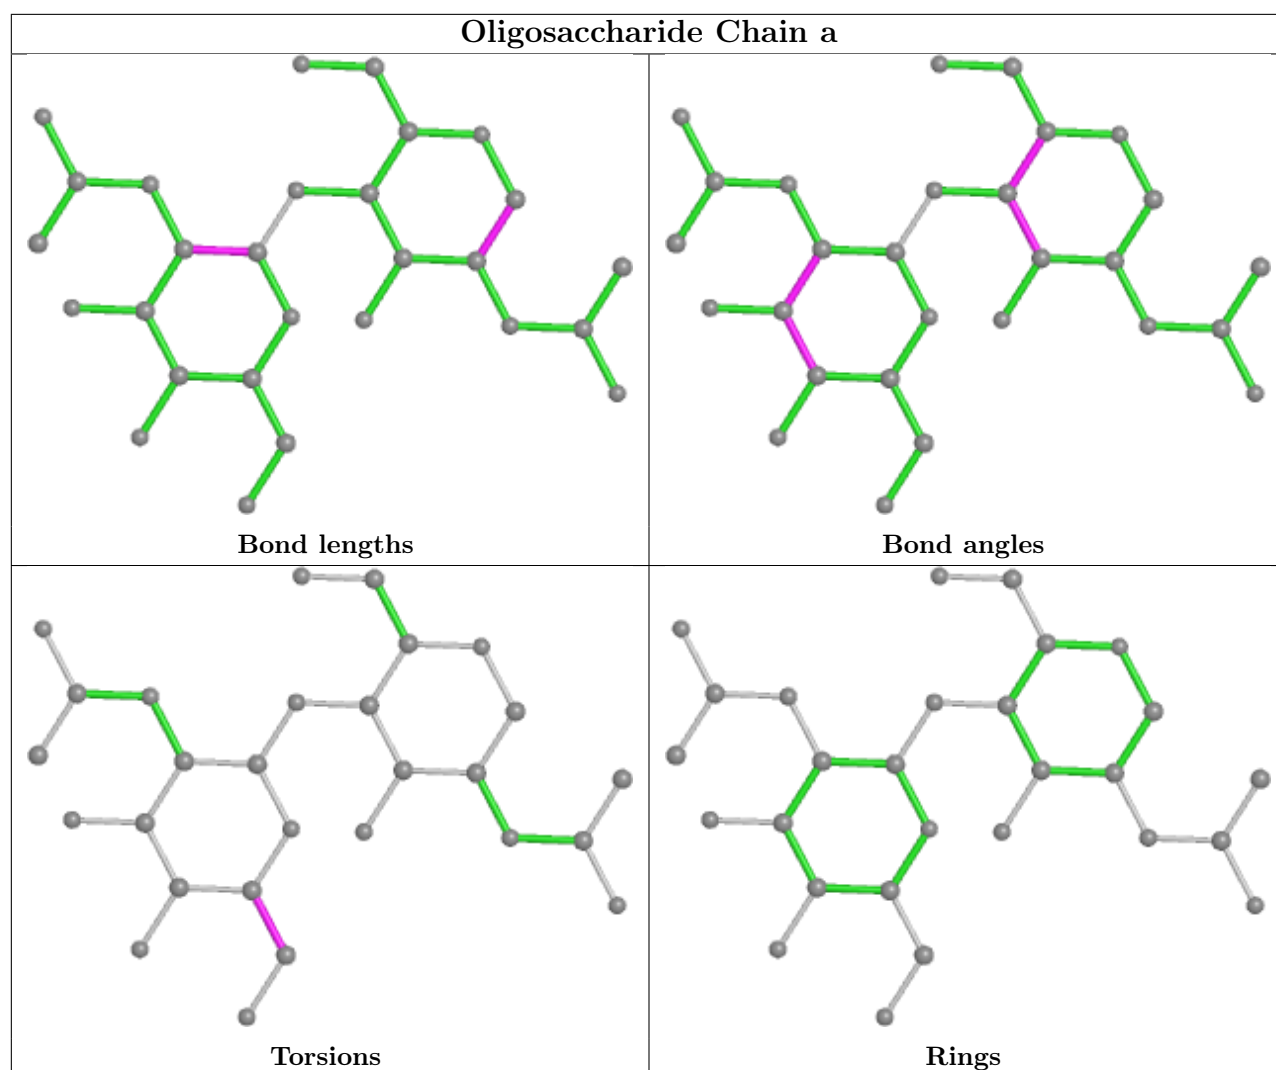 Oligosaccharide Chain a
Bond lengths
Bond angles
Torsions
Rings